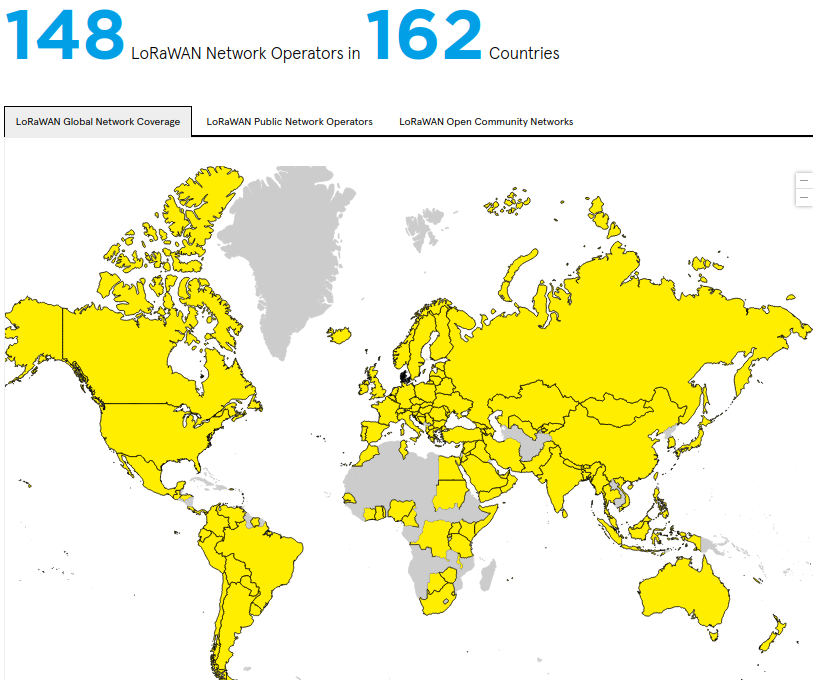 148 LoRaWAN Network Operators in 162 Countries
LoRaWAN Global Network Coverage LoRaWAN Public Network Operators LoRaWAN Open Community Networks